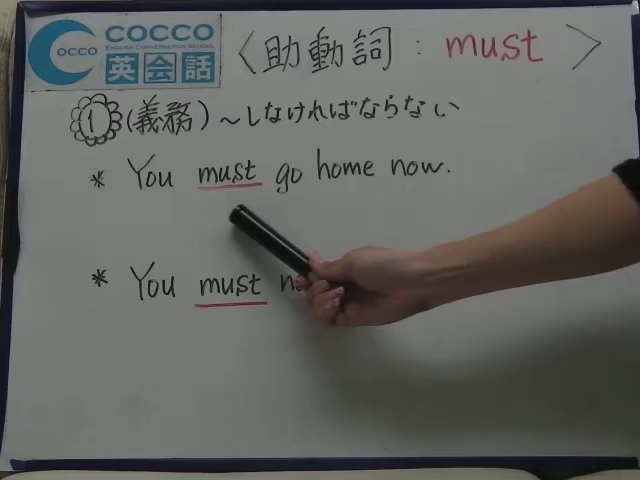 COCCO
OCCO
ENGLISH CONVERSATION SCHOOL
英会話
〈助動詞:must〉
① (義務) ~しなければならない
* You must go home now.
* You must